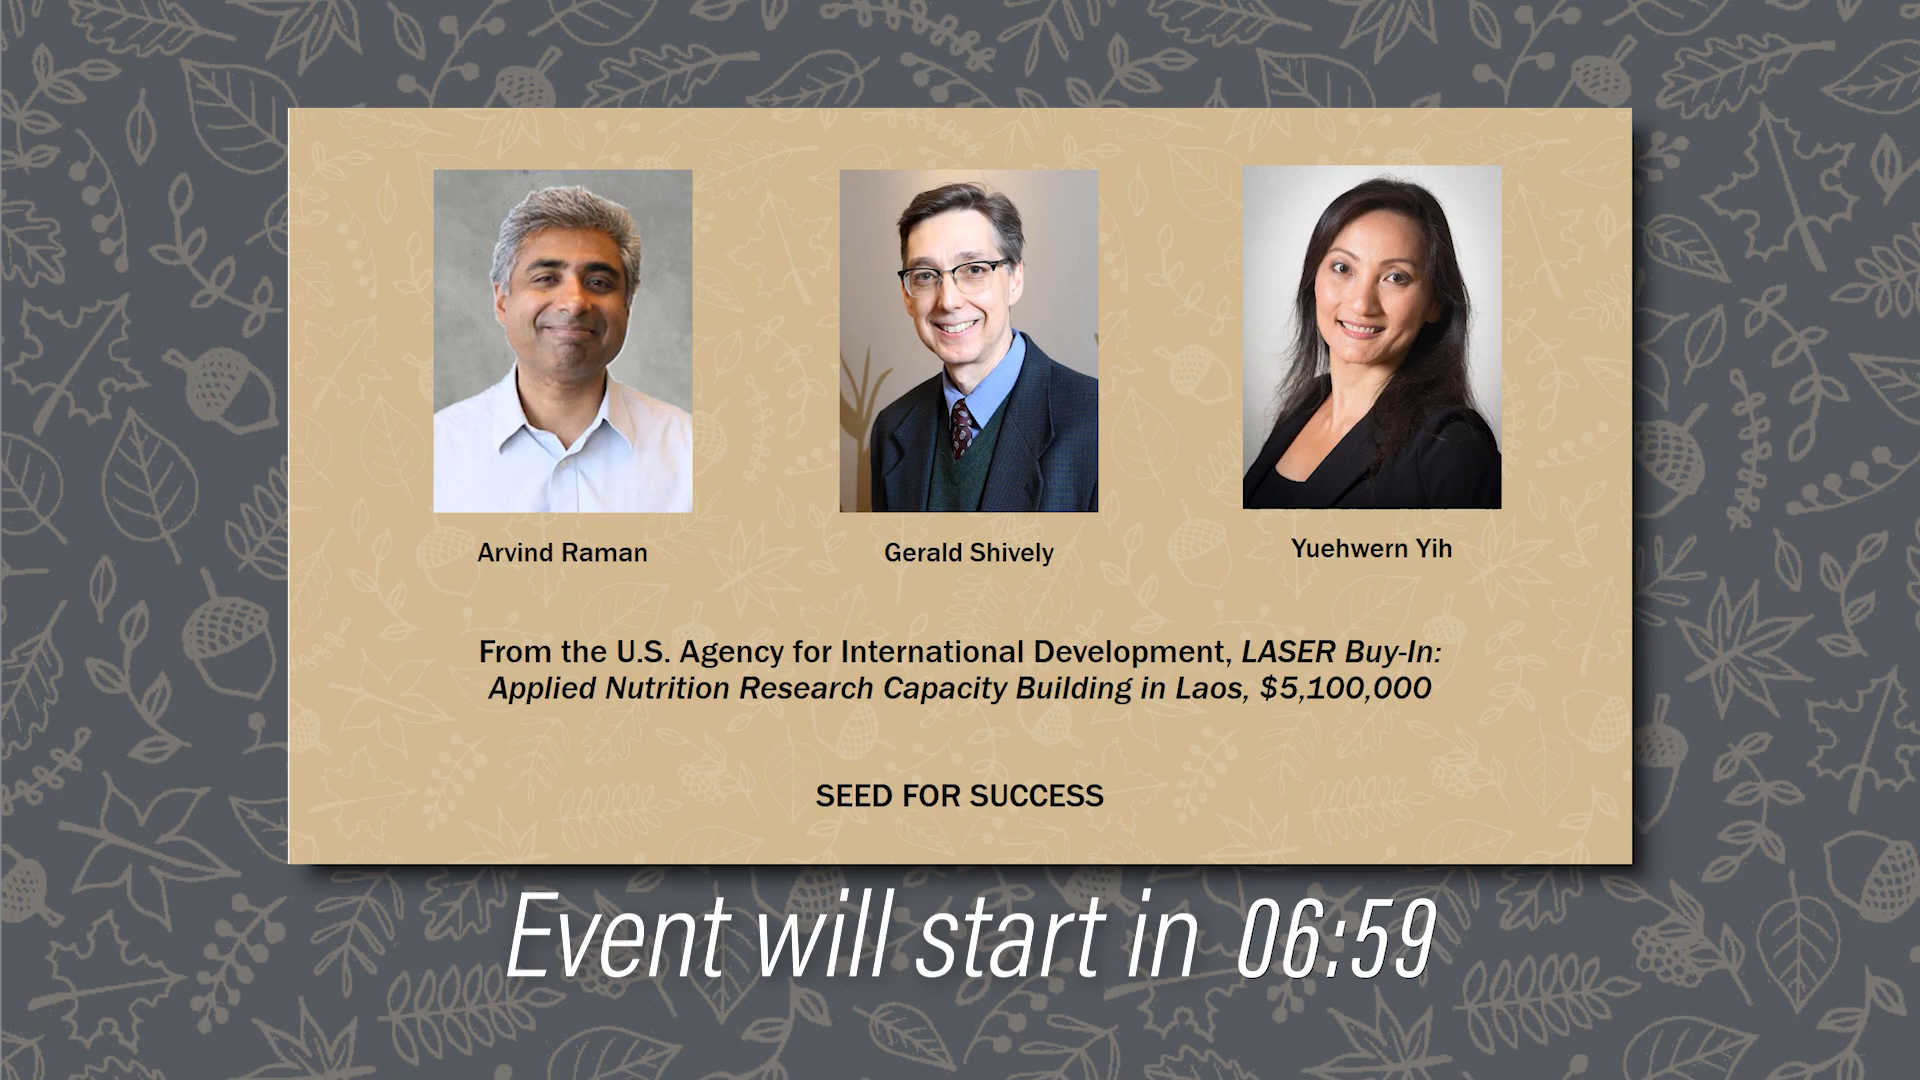 Arvind Raman
Gerald Shively
Yuehwern Yih
From the U.S. Agency for International Development, LASER Buy-In:
Applied Nutrition Research Capacity Building in Laos, $5,100,000
SEED FOR SUCCESS
Event will start in 06:59